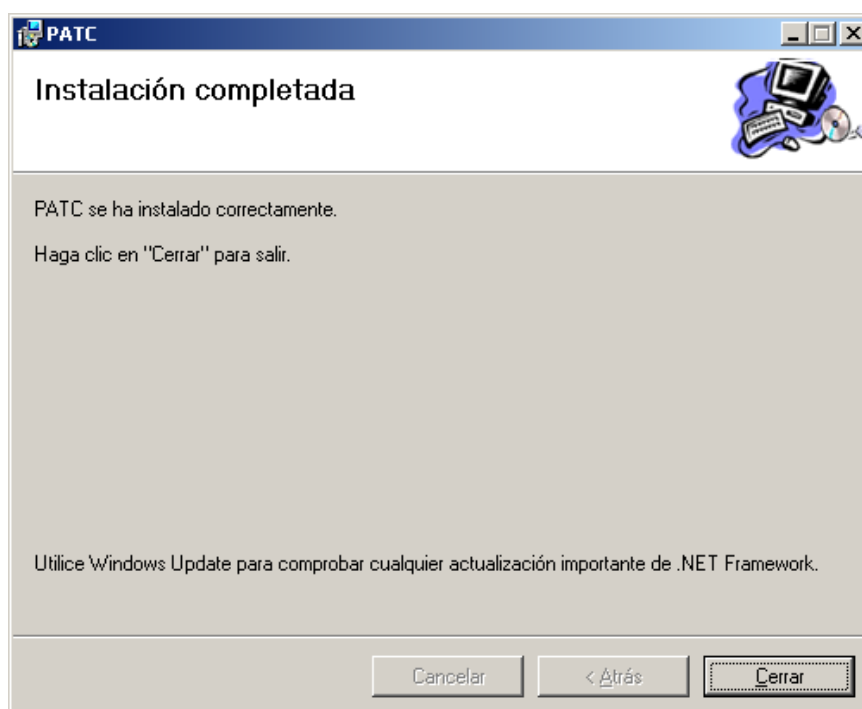 PATC
Instalación completada
PATC se ha instalado correctamente.
Haga clic en "Cerrar" para salir.
Utilice Windows Update para comprobar cualquier actualización importante de .NET Framework.
Cancelar < Atrás Cerrar